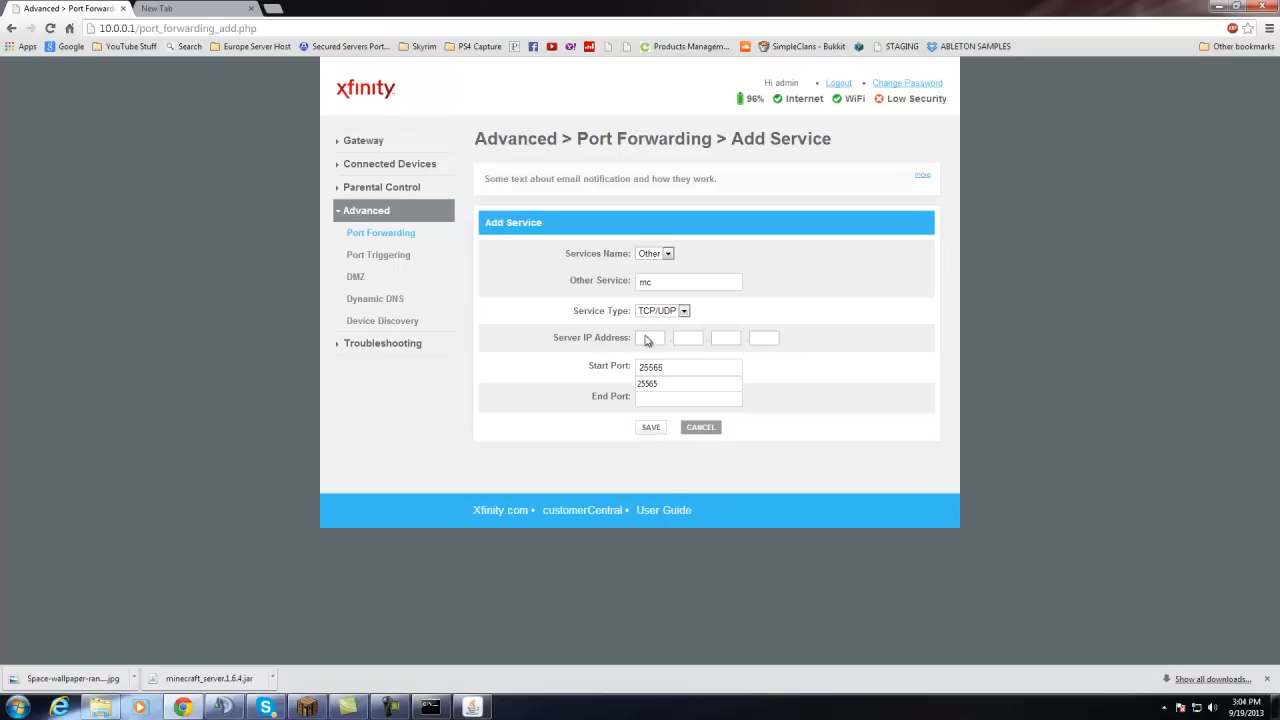 Advanced > Port Forwardi
New Tab
10.0.0.1/port_forwarding_add.php
Apps
Google
YouTube Stuff
Search
Europe Server Host
Secured Servers Port...
Skyrim
PS4 Capture
Products Managem...
SimpleClans - Bukkit
STAGING
ABLETON SAMPLES
Other bookmarks
xfinity
Hi admin • Logout • Change Password
96% Internet WiFi Low Security
Gateway
Connected Devices
Parental Control
Advanced
Port Forwarding
Port Triggering
DMZ
Dynamic DNS
Device Discovery
Troubleshooting
Advanced > Port Forwarding > Add Service
Some text about email notification and how they work.
more
Add Service
Services Name: Other
Other Service: mc
Service Type: TCP/UDP
Server IP Address: . . .
Start Port: 25565
25565
End Port:
SAVE CANCEL
Xfinity.com • customerCentral • User Guide
Space-wallpaper-ran....jpg
minecraft_server.1.6.4.jar
Show all downloads...
3:04 PM
9/19/2013